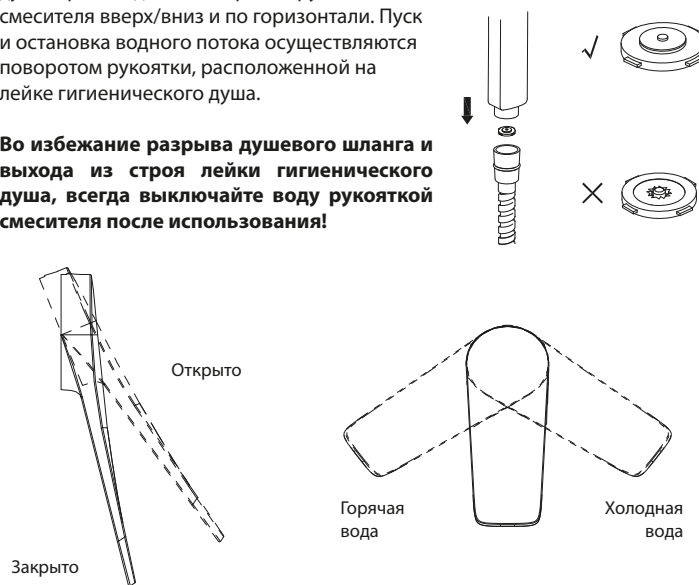 смесителя вверх/вниз и по горизонтали. Пуск
и остановка водного потока осуществляются
поворотом рукоятки, расположенной на
лейке гигиенического душа.
Во избежание разрыва душевого шланга и
выхода из строя лейки гигиенического
душа, всегда выключайте воду рукояткой
смесителя после использования!
Открыто
Закрыто
Горячая
вода
Холодная
вода